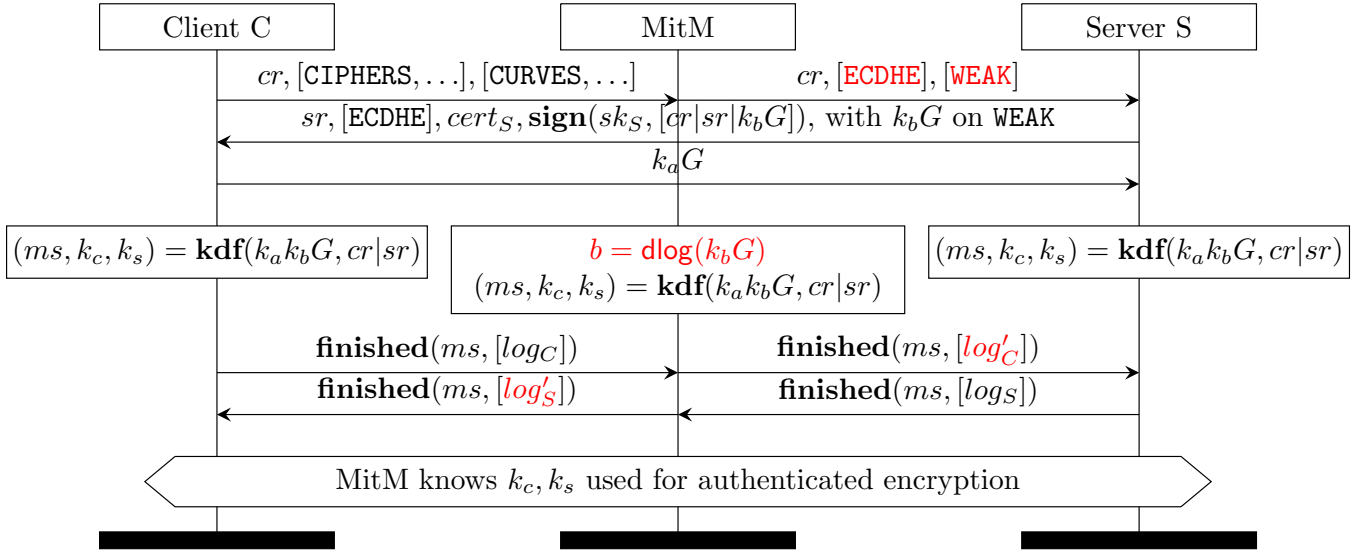 Client C MitM Server S
cr, [CIPHERS, . . .], [CURVES, . . .] cr, [ECDHE], [WEAK]
sr, [ECDHE], cert_S, sign(sk_S, [cr|sr|k_bG]), with k_bG on WEAK
k_aG
(ms, k_c, k_s) = kdf(k_ak_bG, cr|sr)
b = dlog(k_bG)
(ms, k_c, k_s) = kdf(k_ak_bG, cr|sr)
(ms, k_c, k_s) = kdf(k_ak_bG, cr|sr)
finished(ms, [log_C]) finished(ms, [log′_C])
finished(ms, [log′_S]) finished(ms, [log_S])
MitM knows k_c, k_s used for authenticated encryption